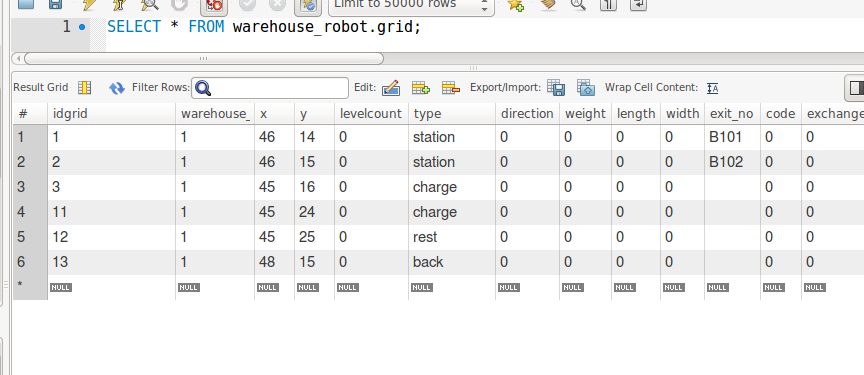 Limit to 50000 rows
1 SELECT * FROM warehouse_robot.grid;
Result Grid Filter Rows: Edit: Export/Import: Wrap Cell Content:
# idgrid warehouse_ x y levelcount type direction weight length width exit_no code exchange
1 1 1 46 14 0 station 0 0 0 0 B101 0 0
2 2 1 46 15 0 station 0 0 0 0 B102 0 0
3 3 1 45 16 0 charge 0 0 0 0 0 0
4 11 1 45 24 0 charge 0 0 0 0 0 0
5 12 1 45 25 0 rest 0 0 0 0 0 0
6 13 1 48 15 0 back 0 0 0 0 0 0
* NULL NULL NULL NULL NULL NULL NULL NULL NULL NULL NULL NULL NULL